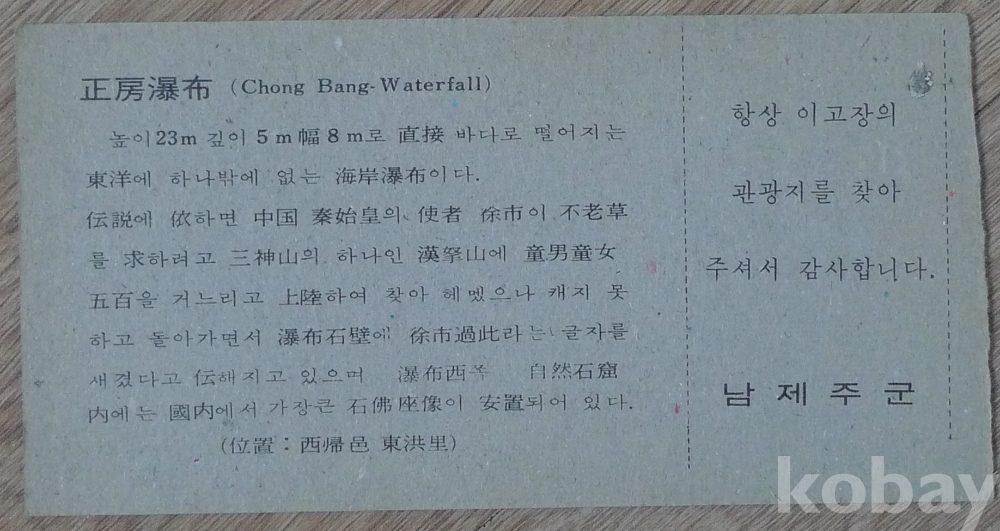 正房瀑布 (Chong Bang-Waterfall)
높이 23m 깊이 5m 幅 8m로 直接 바다로 떨어지는
東洋에 하나밖에 없는 海岸瀑布이다.
伝説에 依하면 中国 秦始皇의 使者 徐市이 不老草
를 求하려고 三神山의 하나인 漢拏山에 童男童女
五百을 거느리고 上陸하여 찾아 헤멨으나 캐지 못
하고 돌아가면서 瀑布石壁에 徐市過此라는 글자를
새겼다고 伝해지고 있으며 瀑布西쪽 自然石窟
内에는 國内에서 가장큰 石佛座像이 安置되어 있다.
(位置：西帰邑 東洪里)
항상 이고장의
관광지를 찾아
주셔서 감사합니다.
남제주군
kobay